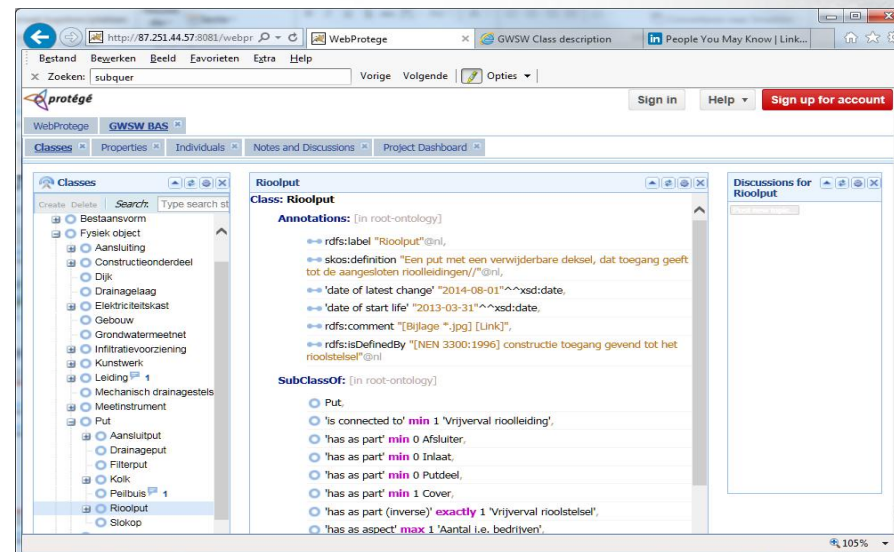 http://87.251.44.57:8081/webpr
WebProtege
GWSW Class description
People You May Know | Link...
Bestand Bewerken Beeld Favorieten Extra Help
Zoeken: subquer
Vorige Volgende Opties
protégé
Sign in
Help
Sign up for account
WebProtege
GWSW BAS
Classes
Properties
Individuals
Notes and Discussions
Project Dashboard
Classes
Create Delete Search: Type search st
Bestaansvorm
Fysiek object
Aansluiting
Constructieonderdeel
Dijk
Drainagelaag
Elektriciteitskast
Gebouw
Grondwatermeetnet
Infiltratievoorziening
Kunstwerk
Leiding 1
Mechanisch drainagestels
Meetinstrument
Put
Aansluitput
Drainageput
Filterput
Kolk
Peilbuis 1
Rioolput
Slokop
Rioolput
Class: Rioolput
Annotations: [in root-ontology]
rdfs:label "Rioolput"@nl,
skos:definition "Een put met een verwijderbare deksel, dat toegang geeft
tot de aangesloten rioolleidingen//"@nl,
'date of latest change' "2014-08-01"^^xsd:date,
'date of start life' "2013-03-31"^^xsd:date,
rdfs:comment "[Bijlage *.jpg] [Link]",
rdfs:isDefinedBy "[NEN 3300:1996] constructie toegang gevend tot het
rioolstelsel"@nl
SubClassOf: [in root-ontology]
Put,
'is connected to' min 1 'Vrijverval rioolleiding',
'has as part' min 0 Afsluiter,
'has as part' min 0 Inlaat,
'has as part' min 0 Putdeel,
'has as part' min 1 Cover,
'has as part (inverse)' exactly 1 'Vrijverval rioolstelsel',
'has as aspect' max 1 'Aantal i.e. bedrijven',
Discussions for
Rioolput
105%